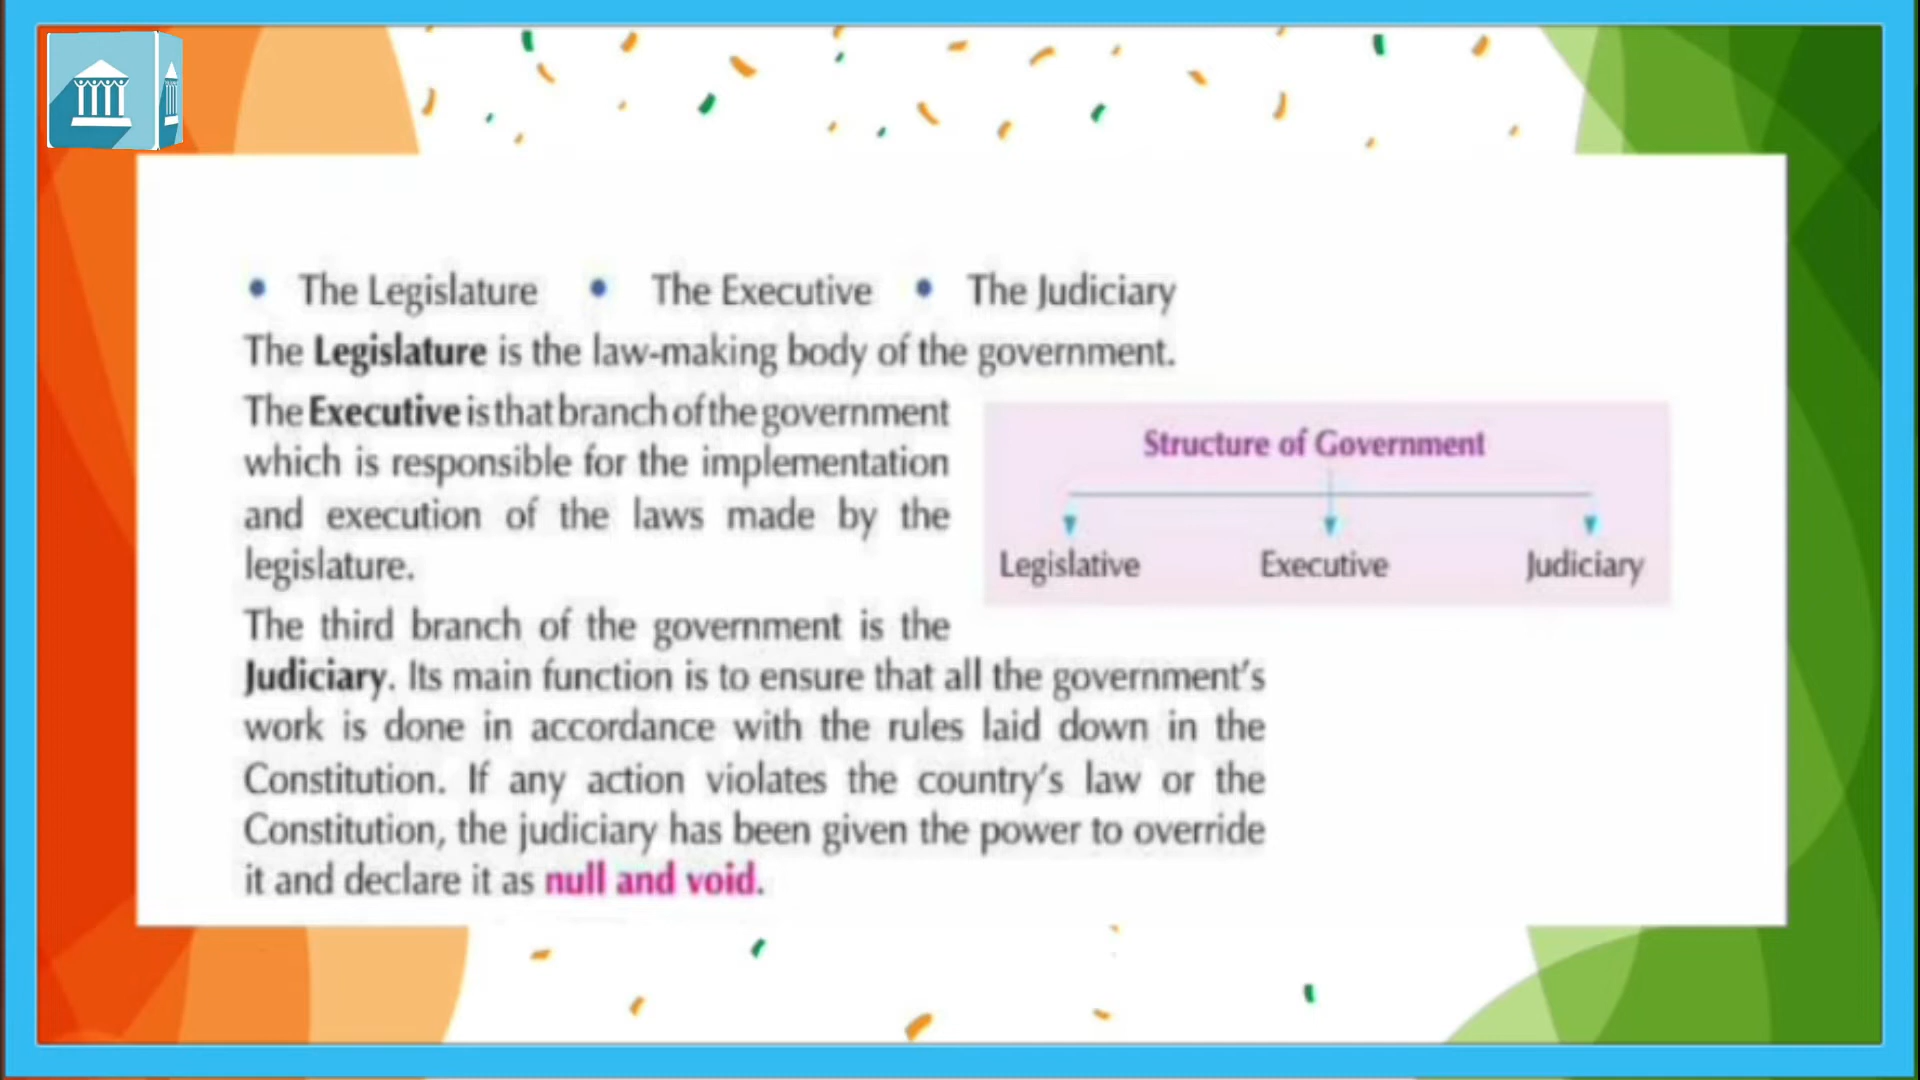 • The Legislature • The Executive • The Judiciary
The Legislature is the law-making body of the government.
The Executive is that branch of the government
which is responsible for the implementation
and execution of the laws made by the
legislature.
Structure of Government
Legislative Executive Judiciary
The third branch of the government is the
Judiciary. Its main function is to ensure that all the government's
work is done in accordance with the rules laid down in the
Constitution. If any action violates the country's law or the
Constitution, the judiciary has been given the power to override
it and declare it as null and void.